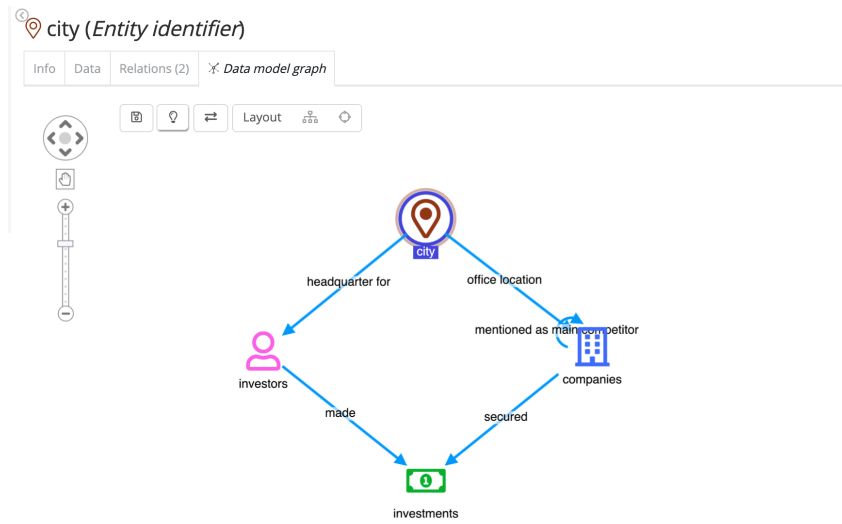 city (Entity identifier)
Info Data Relations (2) Data model graph
Layout
city
headquarter for
office location
mentioned as main competitor
investors
companies
made
secured
1
investments